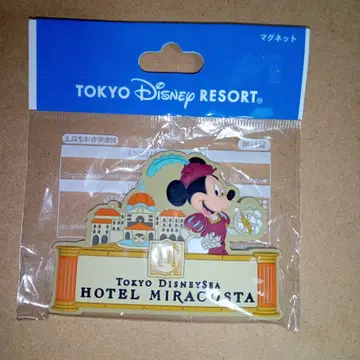 マグネット
TOKYO Disney RESORT®
TOKYO DISNEYSEA
HOTEL MIRACOSTA